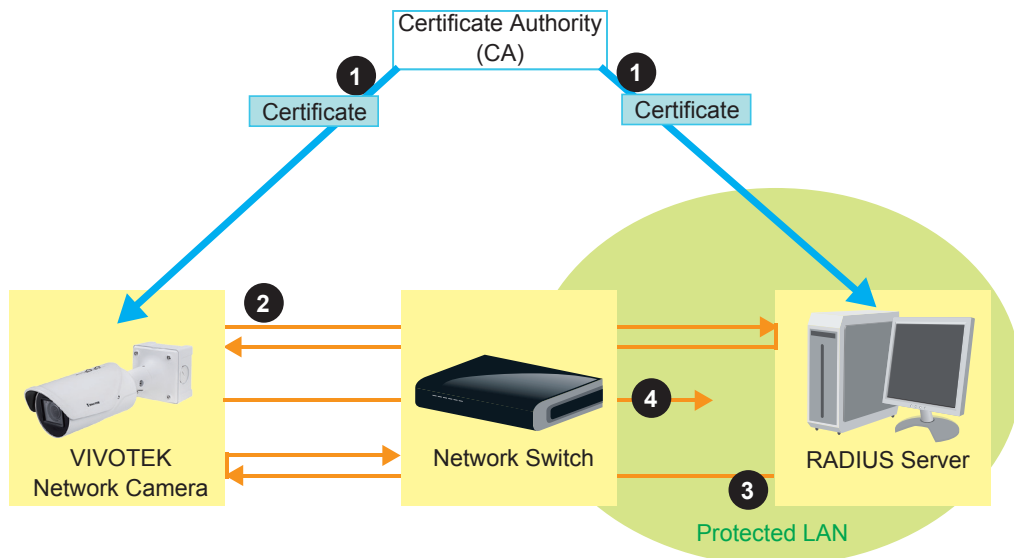 Certificate Authority
(CA)
1
1
Certificate
Certificate
2
4
VIVOTEK
Network Camera
Network Switch
RADIUS Server
3
Protected LAN